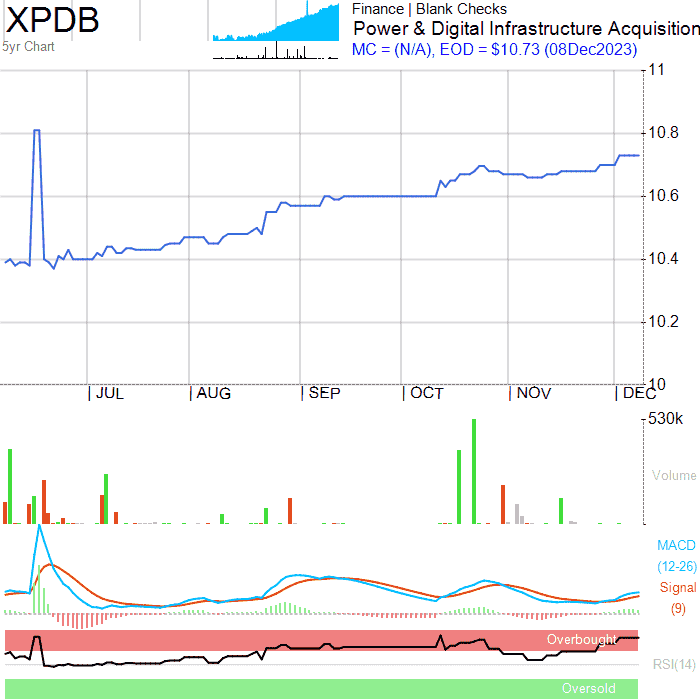 XPDB
5yr Chart
Finance | Blank Checks
Power & Digital Infrastructure Acquisition
MC = (N/A), EOD = $10.73 (08Dec2023)
11
10.8
10.6
10.4
10.2
10
| JUL | AUG | SEP | OCT | NOV | DEC
530k
Volume
MACD
(12-26)
Signal
(9)
Overbought
RSI(14)
Oversold